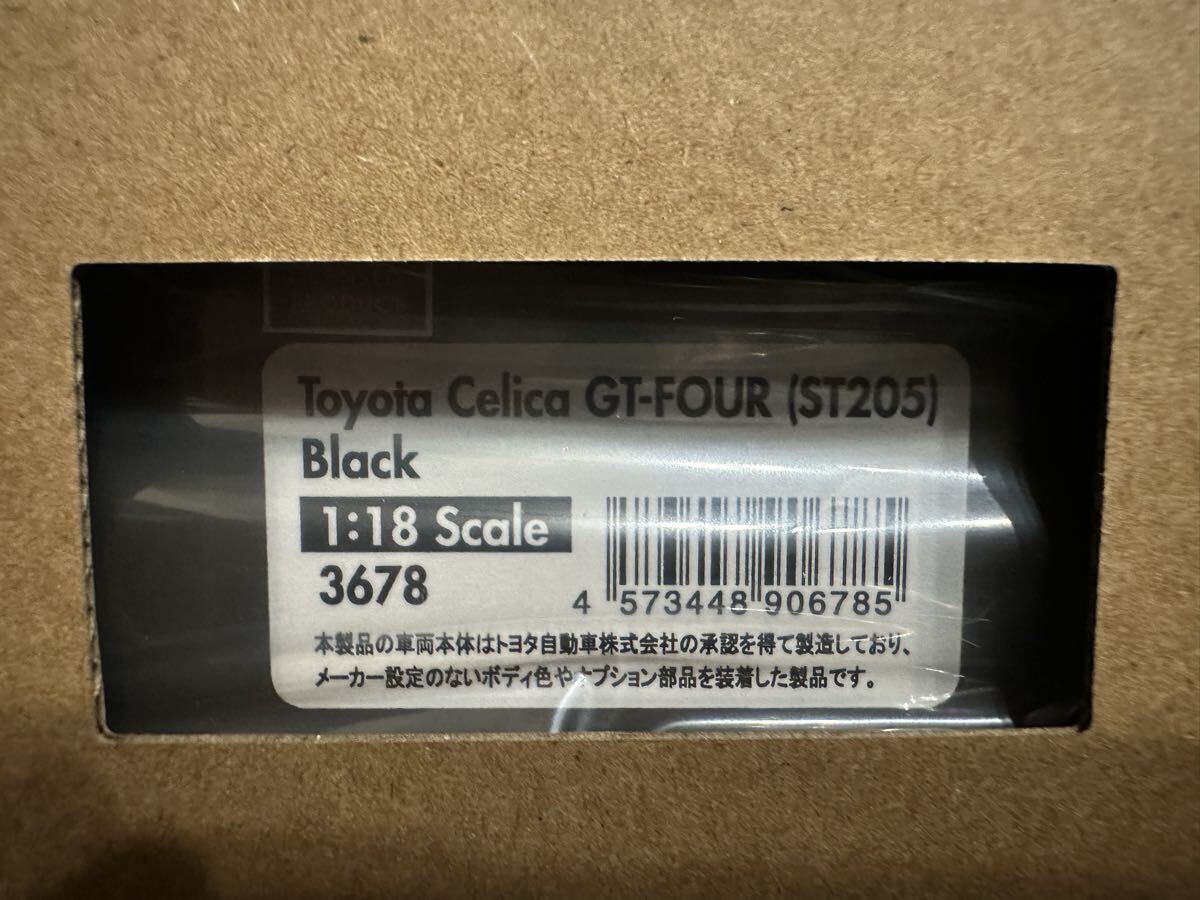 Toyota Celica GT-FOUR (ST205)
Black
1:18 Scale
3678
4 573448 906785
本製品の車両本体はトヨタ自動車株式会社の承認を得て製造しており、
メーカー設定のないボディ色やオプション部品を装着した製品です。